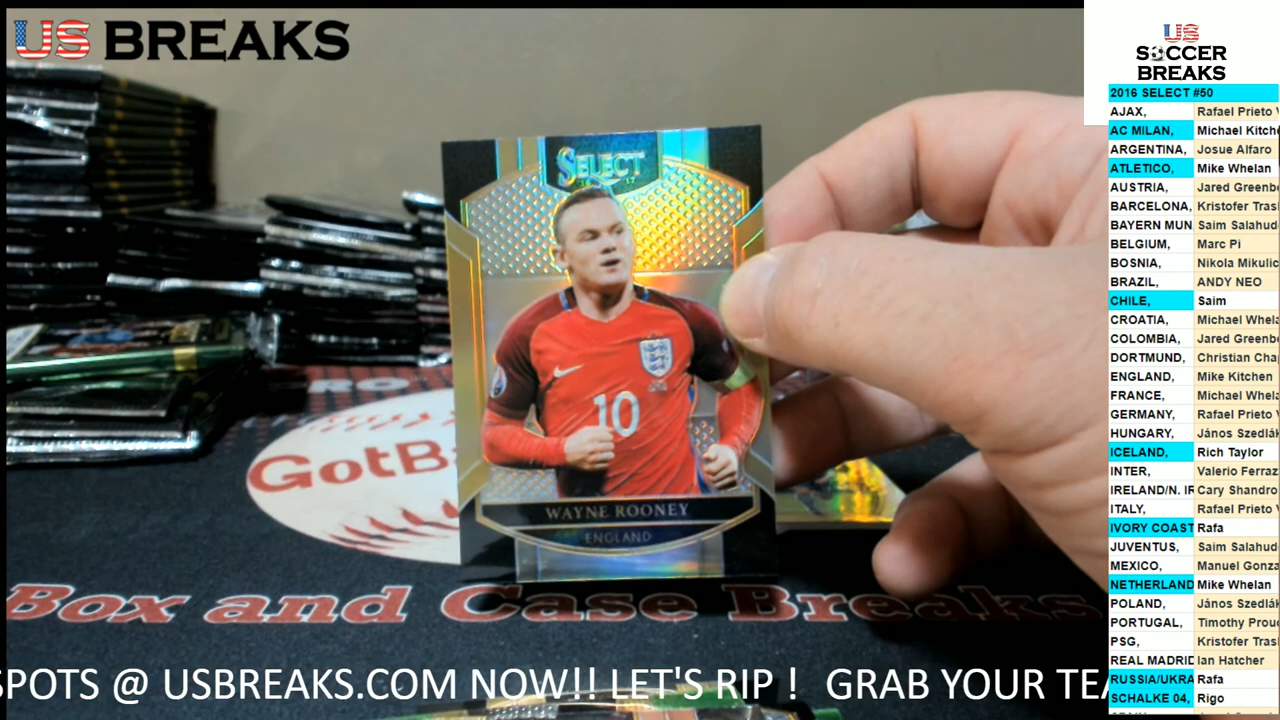 US BREAKS
US
SOCCER
BREAKS
2016 SELECT #50
AJAX, Rafael Prieto
AC MILAN, Michael Kitche
ARGENTINA, Josue Alfaro
ATLETICO, Mike Whelan
AUSTRIA, Jared Greenbe
BARCELONA, Kristofer Tras
BAYERN MUN Saim Salahud
BELGIUM, Marc Pi
BOSNIA, Nikola Mikulic
BRAZIL, ANDY NEO
CHILE, Saim
CROATIA, Michael Whela
COLOMBIA, Jared Greenbe
DORTMUND, Christian Cha
ENGLAND, Mike Kitchen
FRANCE, Michael Whela
GERMANY, Rafael Prieto
HUNGARY, János Szedlák
ICELAND, Rich Taylor
INTER, Valerio Ferraz
IRELAND/N. IR Cary Shandro
ITALY, Rafael Prieto
IVORY COAST Rafa
JUVENTUS, Saim Salahud
MEXICO, Manuel Gonza
NETHERLAND Mike Whelan
POLAND, János Szedlák
PORTUGAL, Timothy Proud
PSG, Kristofer Tras
REAL MADRID Ian Hatcher
RUSSIA/UKRA Rafa
SCHALKE 04, Rigo
SELECT
10
WAYNE ROONEY
ENGLAND
GotB
Box and Case Breaks
SPOTS @ USBREAKS.COM NOW!! LET'S RIP ! GRAB YOUR TEA